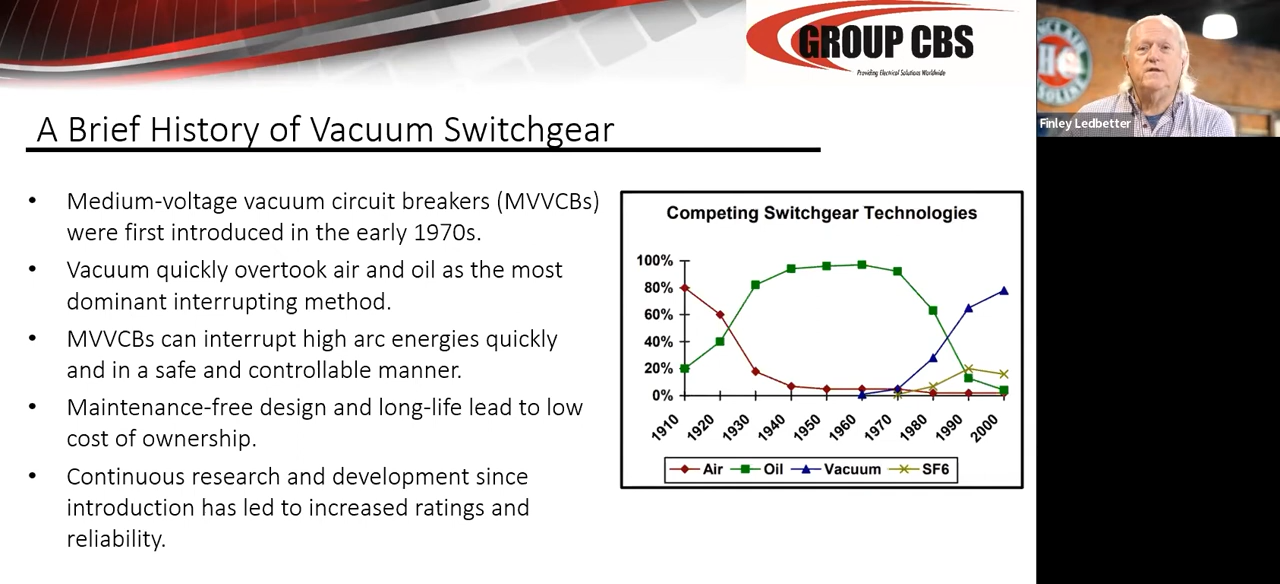 GROUP CBS
Providing Electrical Solutions Worldwide
Finley Ledbetter
A Brief History of Vacuum Switchgear
• Medium-voltage vacuum circuit breakers (MVVCBs)
were first introduced in the early 1970s.
• Vacuum quickly overtook air and oil as the most
dominant interrupting method.
• MVVCBs can interrupt high arc energies quickly
and in a safe and controllable manner.
• Maintenance-free design and long-life lead to low
cost of ownership.
• Continuous research and development since
introduction has led to increased ratings and
reliability.
Competing Switchgear Technologies
100%
80%
60%
40%
20%
0%
1910 1920 1930 1940 1950 1960 1970 1980 1990 2000
Air Oil Vacuum SF6